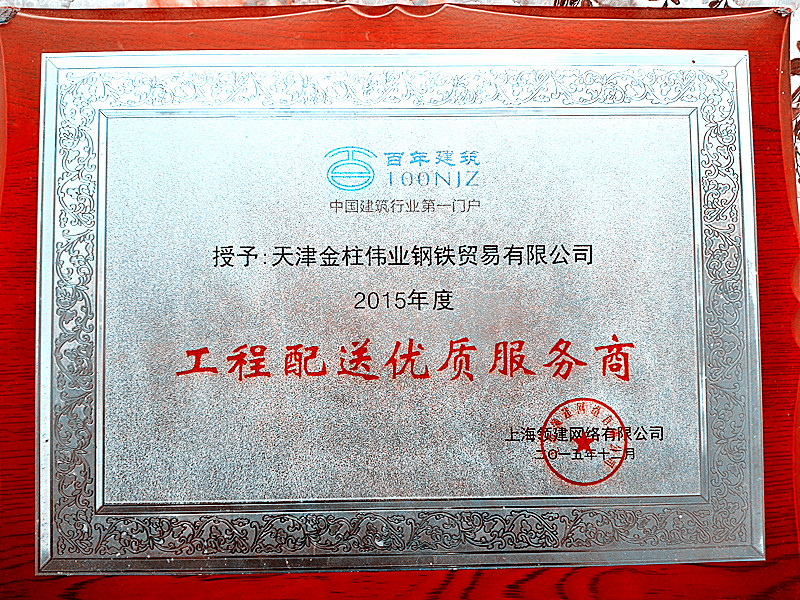 百年建筑
100NJZ
中国建筑行业第一门户
授予:天津金柱伟业钢铁贸易有限公司
2015年度
工程配送优质服务商
上海领建网络有限公司
二〇一五年十二月